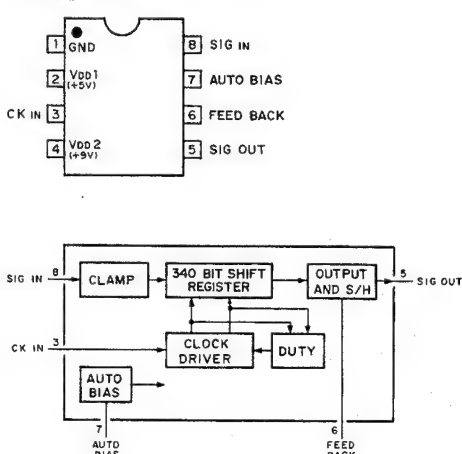 1 GND
8 SIG IN
2 VDD1 (+5V)
7 AUTO BIAS
CK IN 3
6 FEED BACK
4 VDD2 (+9V)
5 SIG OUT
SIG IN 8
CLAMP
340 BIT SHIFT
REGISTER
OUTPUT
AND S/H
5 SIG OUT
CK IN 3
CLOCK
DRIVER
DUTY
AUTO
BIAS
7
AUTO
BIAS
6
FEED
BACK